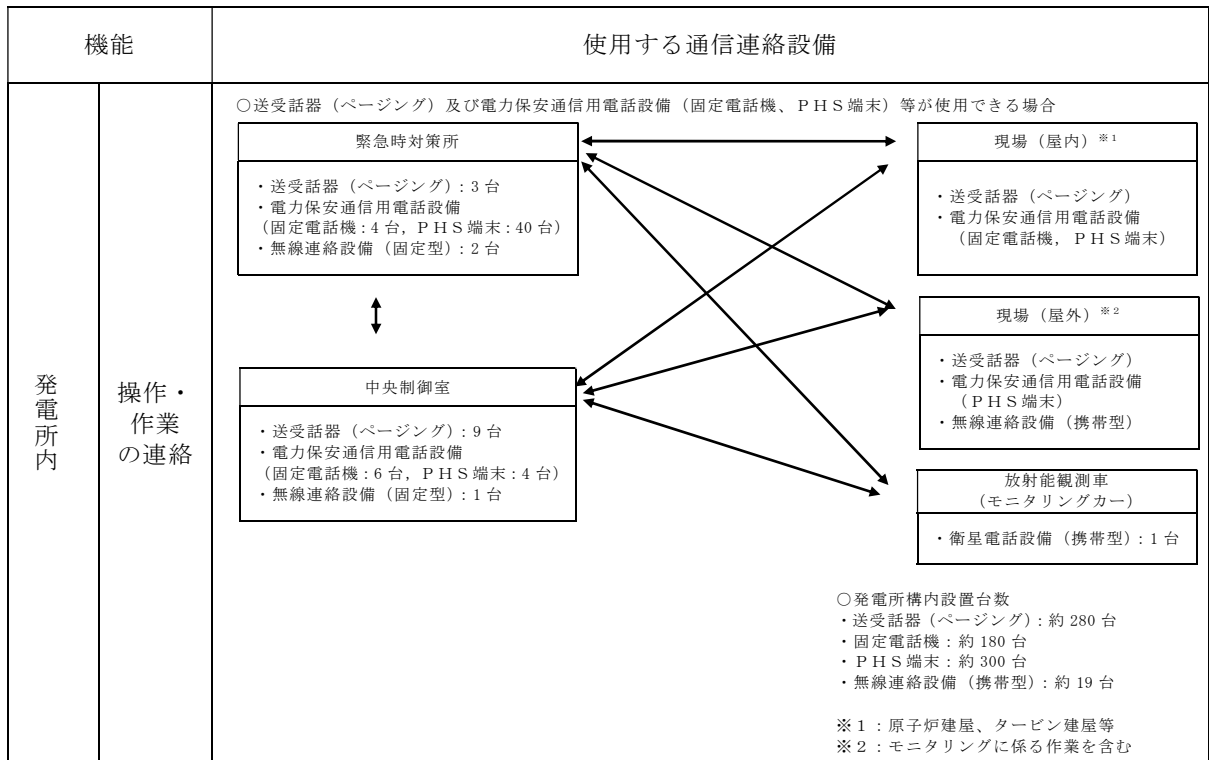 機能
使用する通信連絡設備
発電所内
操作・
作業
の連絡
○送受話器（ページング）及び電力保安通信用電話設備（固定電話機、ＰＨＳ端末）等が使用できる場合
緊急時対策所
・送受話器（ページング）: 3 台
・電力保安通信用電話設備
（固定電話機 : 4 台，ＰＨＳ端末 : 40 台）
・無線連絡設備（固定型）: 2 台
中央制御室
・送受話器（ページング）: 9 台
・電力保安通信用電話設備
（固定電話機 : 6 台，ＰＨＳ端末 : 4 台）
・無線連絡設備（固定型）: 1 台
現場（屋内）※1
・送受話器（ページング）
・電力保安通信用電話設備
（固定電話機，ＰＨＳ端末）
現場（屋外）※2
・送受話器（ページング）
・電力保安通信用電話設備
（ＰＨＳ端末）
・無線連絡設備（携帯型）
放射能観測車
（モニタリングカー）
・衛星電話設備（携帯型）: 1 台
○発電所構内設置台数
・送受話器（ページング）: 約 280 台
・固定電話機 : 約 180 台
・ＰＨＳ端末 : 約 300 台
・無線連絡設備（携帯型）: 約 19 台
※１：原子炉建屋、タービン建屋等
※２：モニタリングに係る作業を含む